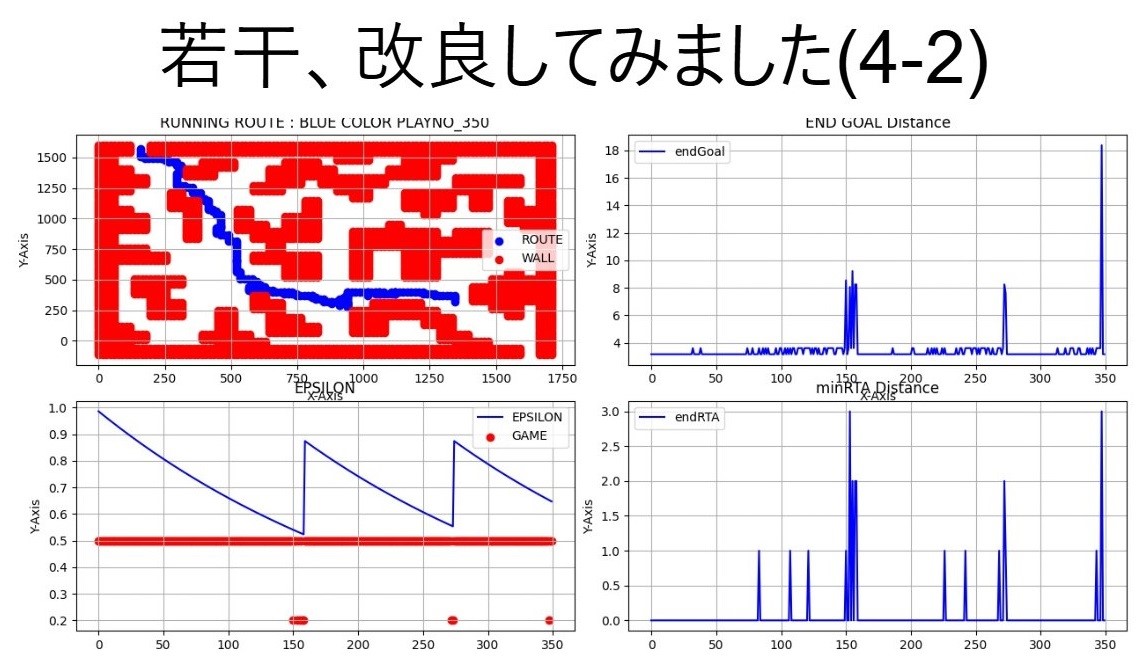 若干、改良してみました(4-2)
RUNNING ROUTE : BLUE COLOR PLAYNO_350
Y-Axis
1500
1250
1000
750
500
250
0
ROUTE
WALL
0 250 500 750 1000 1250 1500 1750
X-Axis
END GOAL Distance
Y-Axis
18
16
14
12
10
8
6
4
endGoal
0 50 100 150 200 250 300 350
X-Axis
EPSILON
Y-Axis
1.0
0.9
0.8
0.7
0.6
0.5
0.4
0.3
0.2
EPSILON
GAME
0 50 100 150 200 250 300 350
minRTA Distance
Y-Axis
3.0
2.5
2.0
1.5
1.0
0.5
0.0
endRTA
0 50 100 150 200 250 300 350